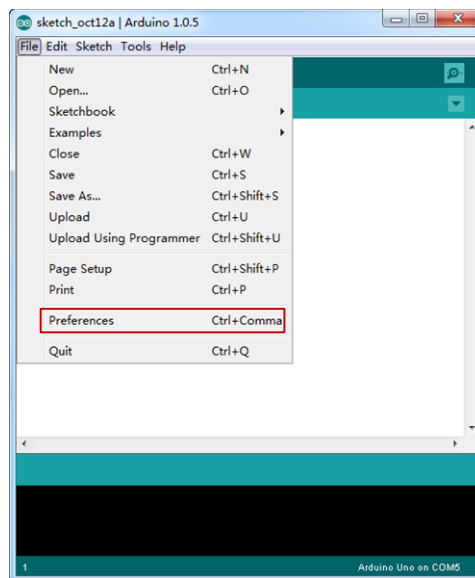 sketch_oct12a | Arduino 1.0.5
File Edit Sketch Tools Help
New Ctrl+N
Open... Ctrl+O
Sketchbook
Examples
Close Ctrl+W
Save Ctrl+S
Save As... Ctrl+Shift+S
Upload Ctrl+U
Upload Using Programmer Ctrl+Shift+U
Page Setup Ctrl+Shift+P
Print Ctrl+P
Preferences Ctrl+Comma
Quit Ctrl+Q
1 Arduino Uno on COM5